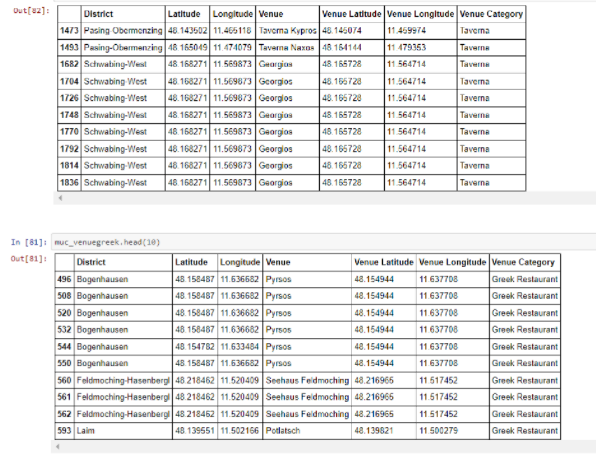 Out[82]:
District Latitude Longitude Venue Venue Latitude Venue Longitude Venue Category
1473 Pasing-Obermenzing 48.143502 11.465118 Taverna Kypros 48.146074 11.459974 Taverna
1493 Pasing-Obermenzing 48.165049 11.474079 Taverna Naxos 48.164144 11.479353 Taverna
1682 Schwabing-West 48.168271 11.569873 Georgios 48.165728 11.564714 Taverna
1704 Schwabing-West 48.168271 11.569873 Georgios 48.165728 11.564714 Taverna
1726 Schwabing-West 48.168271 11.569873 Georgios 48.165728 11.564714 Taverna
1748 Schwabing-West 48.168271 11.569873 Georgios 48.165728 11.564714 Taverna
1770 Schwabing-West 48.168271 11.569873 Georgios 48.165728 11.564714 Taverna
1792 Schwabing-West 48.168271 11.569873 Georgios 48.165728 11.564714 Taverna
1814 Schwabing-West 48.168271 11.569873 Georgios 48.165728 11.564714 Taverna
1836 Schwabing-West 48.168271 11.569873 Georgios 48.165728 11.564714 Taverna
In [81]: muc_venuegreek.head(10)
Out[81]:
District Latitude Longitude Venue Venue Latitude Venue Longitude Venue Category
496 Bogenhausen 48.158487 11.636682 Pyrsos 48.154944 11.637708 Greek Restaurant
508 Bogenhausen 48.158487 11.636682 Pyrsos 48.154944 11.637708 Greek Restaurant
520 Bogenhausen 48.158487 11.636682 Pyrsos 48.154944 11.637708 Greek Restaurant
532 Bogenhausen 48.158487 11.636682 Pyrsos 48.154944 11.637708 Greek Restaurant
544 Bogenhausen 48.154782 11.633484 Pyrsos 48.154944 11.637708 Greek Restaurant
550 Bogenhausen 48.158487 11.636682 Pyrsos 48.154944 11.637708 Greek Restaurant
560 Feldmoching-Hasenbergl 48.218462 11.520409 Seehaus Feldmoching 48.216965 11.517452 Greek Restaurant
561 Feldmoching-Hasenbergl 48.218462 11.520409 Seehaus Feldmoching 48.216965 11.517452 Greek Restaurant
562 Feldmoching-Hasenbergl 48.218462 11.520409 Seehaus Feldmoching 48.216965 11.517452 Greek Restaurant
593 Laim 48.139551 11.502166 Potlatsch 48.139821 11.500279 Greek Restaurant